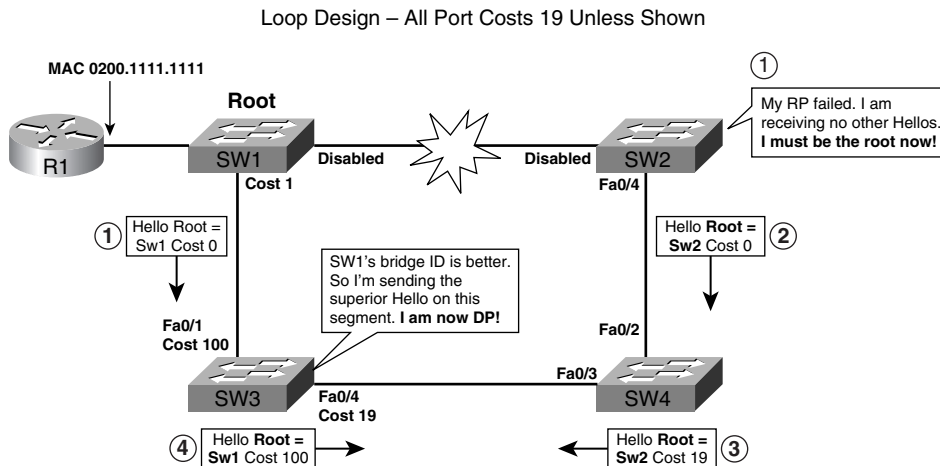 Loop Design – All Port Costs 19 Unless Shown
MAC 0200.1111.1111
Root
R1
SW1
Cost 1
Disabled
Disabled
SW2
Fa0/4
1
My RP failed. I am
receiving no other Hellos.
I must be the root now!
1
Hello Root =
Sw1 Cost 0
Hello Root =
Sw2 Cost 0
2
SW1's bridge ID is better.
So I'm sending the
superior Hello on this
segment. I am now DP!
Fa0/1
Cost 100
Fa0/2
SW3
Fa0/4
Cost 19
Fa0/3
SW4
4
Hello Root =
Sw1 Cost 100
Hello Root =
Sw2 Cost 19
3